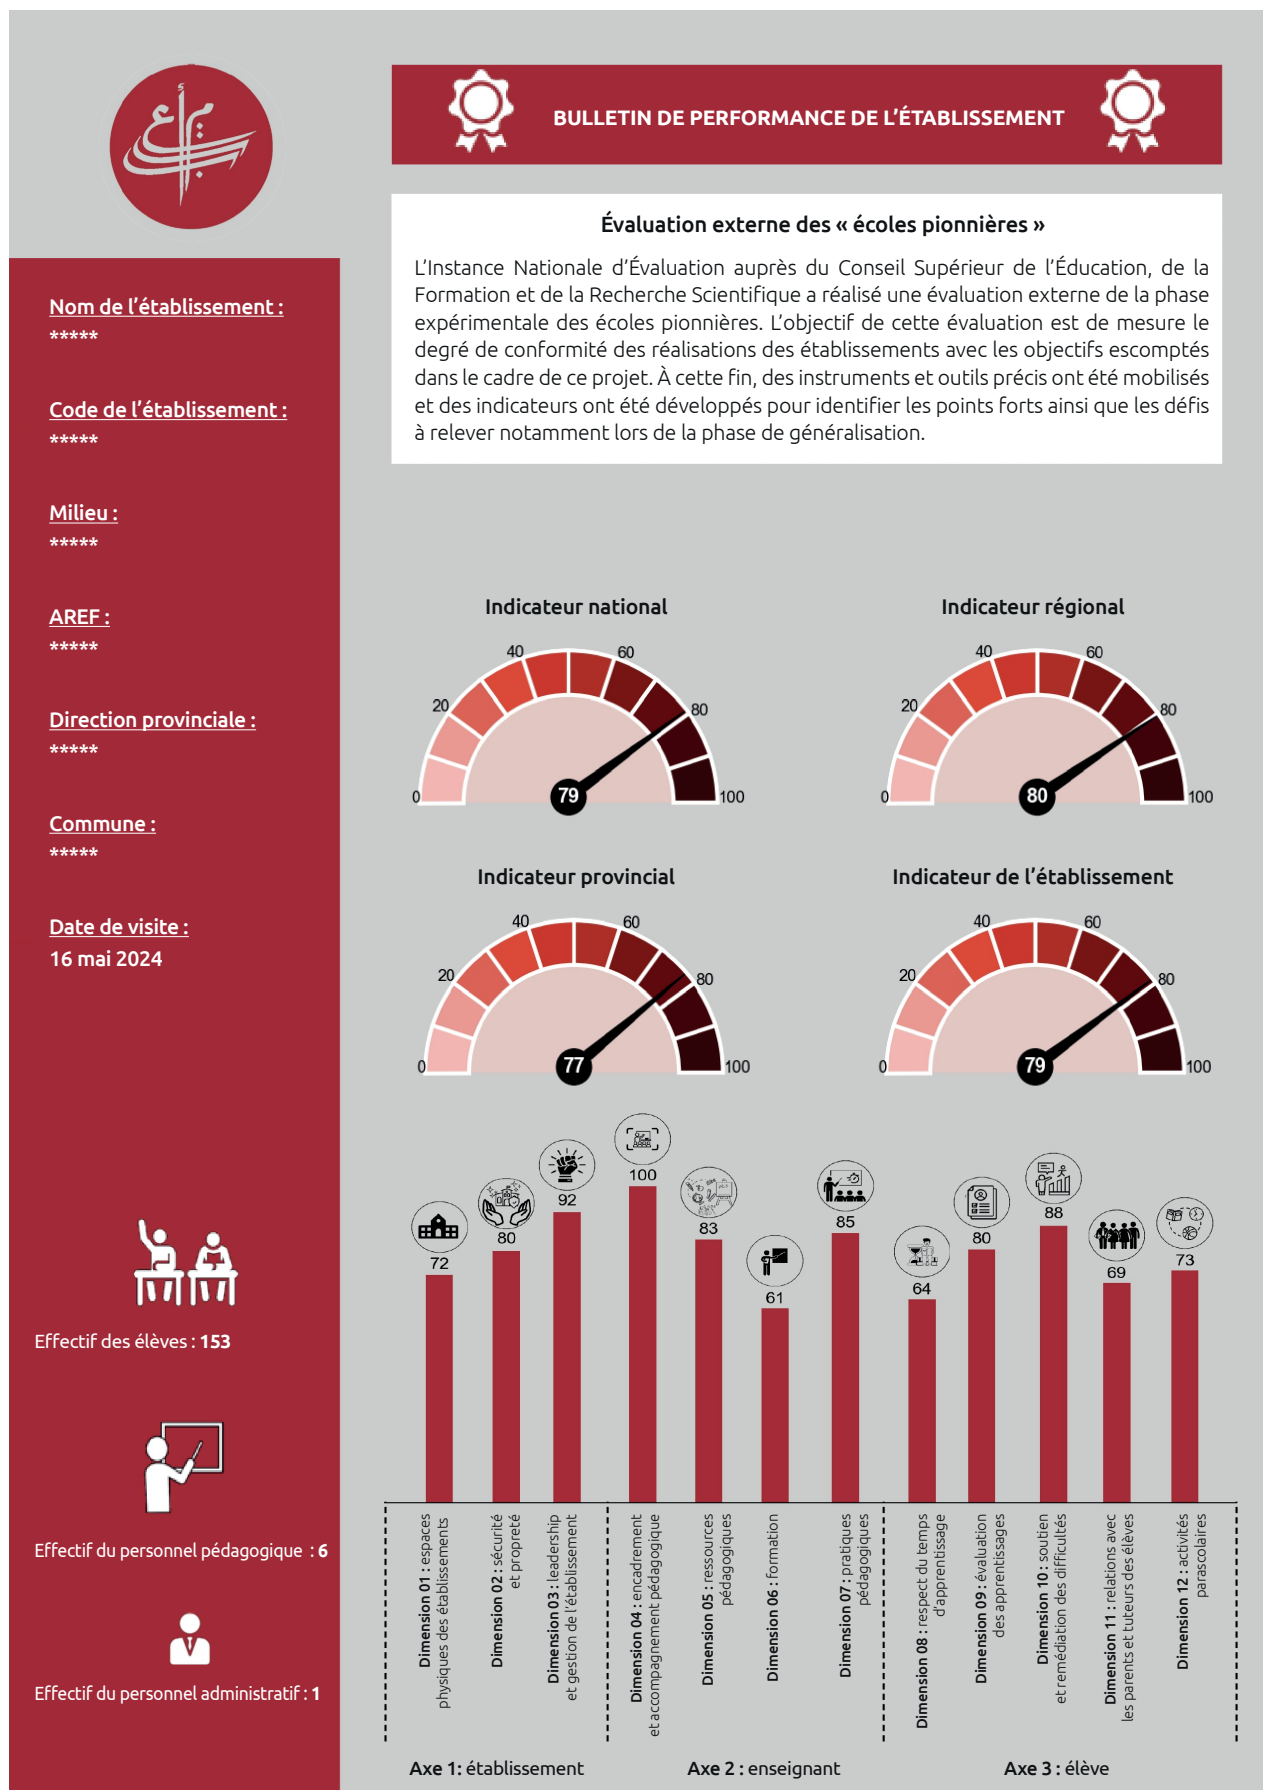 BULLETIN DE PERFORMANCE DE L'ÉTABLISSEMENT
Évaluation externe des « écoles pionnières »
L'Instance Nationale d'Évaluation auprès du Conseil Supérieur de l'Éducation, de la
Formation et de la Recherche Scientifique a réalisé une évaluation externe de la phase
expérimentale des écoles pionnières. L'objectif de cette évaluation est de mesure le
degré de conformité des réalisations des établissements avec les objectifs escomptés
dans le cadre de ce projet. À cette fin, des instruments et outils précis ont été mobilisés
et des indicateurs ont été développés pour identifier les points forts ainsi que les défis
à relever notamment lors de la phase de généralisation.
Nom de l'établissement :
*****
Code de l'établissement :
*****
Milieu :
*****
AREF :
*****
Direction provinciale :
*****
Commune :
*****
Date de visite :
16 mai 2024
Effectif des élèves : 153
Effectif du personnel pédagogique : 6
Effectif du personnel administratif : 1
Indicateur national
0 20 40 60 80 100
79
Indicateur régional
0 20 40 60 80 100
80
Indicateur provincial
0 20 40 60 80 100
77
Indicateur de l'établissement
0 20 40 60 80 100
79
72
80
92
100
83
61
85
64
80
88
69
73
Dimension 01 : espaces
physiques des établissements
Dimension 02 : sécurité
et propreté
Dimension 03 : leadership
et gestion de l'établissement
Dimension 04 : encadrement
et accompagnement pédagogique
Dimension 05 : ressources
pédagogiques
Dimension 06 : formation
Dimension 07 : pratiques
pédagogiques
Dimension 08 : respect du temps
d'apprentissage
Dimension 09 : évaluation
des apprentissages
Dimension 10 : soutien
et remédiation des difficultés
Dimension 11 : relations avec
les parents et tuteurs des élèves
Dimension 12 : activités
parascolaires
Axe 1: établissement
Axe 2 : enseignant
Axe 3 : élève